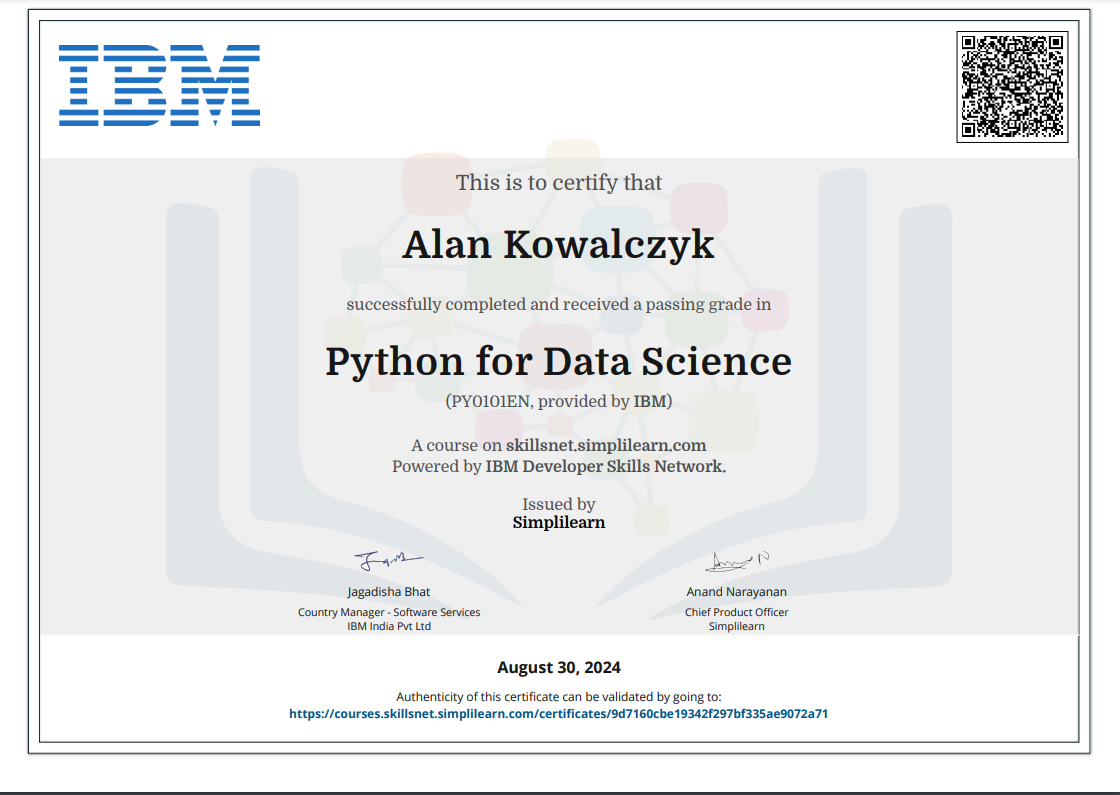 IBM
This is to certify that
Alan Kowalczyk
successfully completed and received a passing grade in
Python for Data Science
(PY0101EN, provided by IBM)
A course on skillsnet.simplilearn.com
Powered by IBM Developer Skills Network.
Issued by
Simplilearn
Jagadisha Bhat
Country Manager - Software Services
IBM India Pvt Ltd
Anand Narayanan
Chief Product Officer
Simplilearn
August 30, 2024
Authenticity of this certificate can be validated by going to:
https://courses.skillsnet.simplilearn.com/certificates/9d7160cbe19342f297bf335ae9072a71